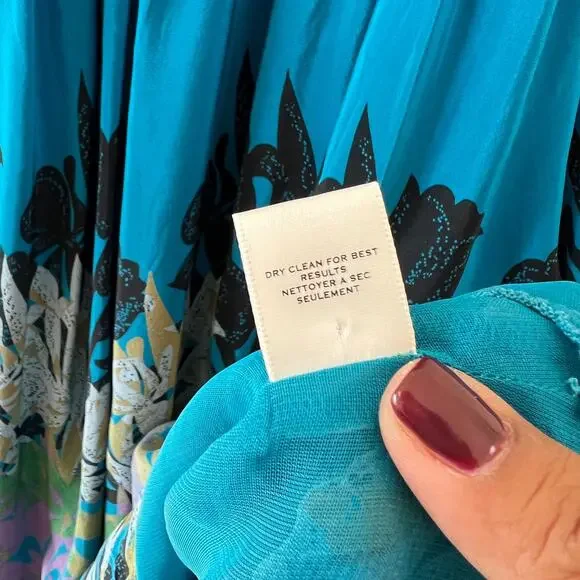 DRY CLEAN FOR BEST
RESULTS
NETTOYER A SEC
SEULEMENT